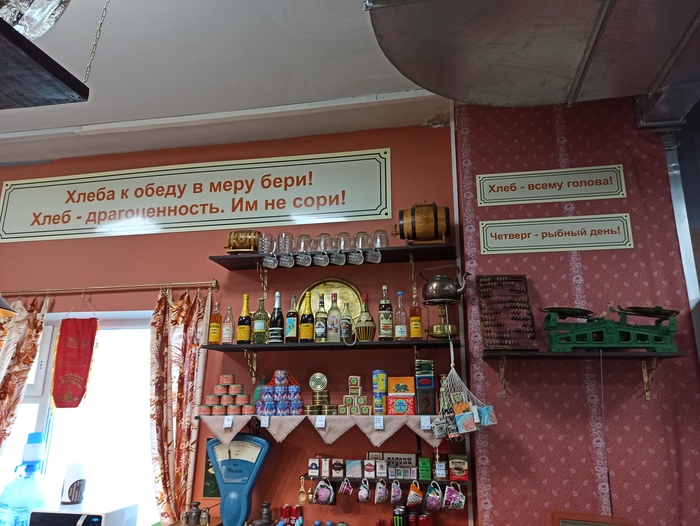 Хлеба к обеду в меру бери!
Хлеб - драгоценность. Им не сори!
Хлеб - всему голова!
Четверг - рыбный день!